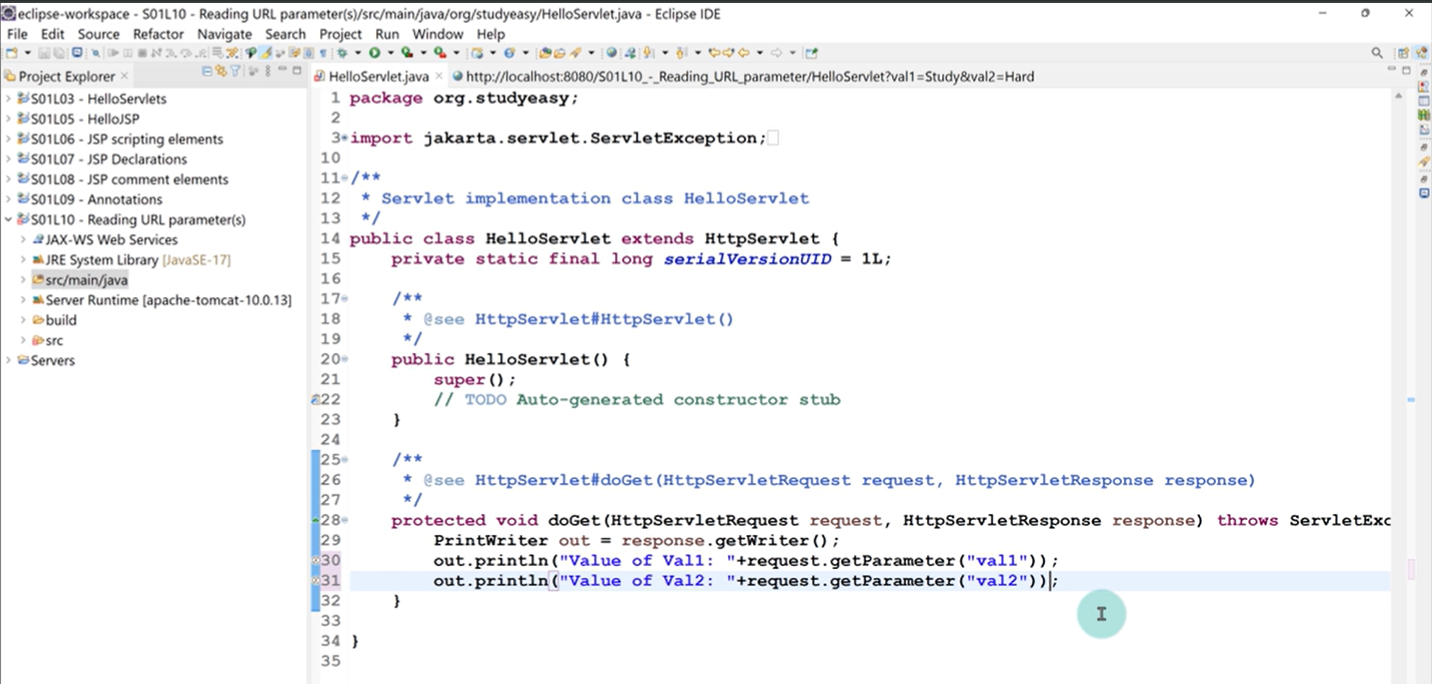 eclipse-workspace - S01L10 - Reading URL parameter(s)/src/main/java/org/studyeasy/HelloServlet.java - Eclipse IDE
File Edit Source Refactor Navigate Search Project Run Window Help
Project Explorer
HelloServlet.java
http://localhost:8080/S01L10_-_Reading_URL_parameter/HelloServlet?val1=Study&val2=Hard
S01L03 - HelloServlets
S01L05 - HelloJSP
S01L06 - JSP scripting elements
S01L07 - JSP Declarations
S01L08 - JSP comment elements
S01L09 - Annotations
S01L10 - Reading URL parameter(s)
JAX-WS Web Services
JRE System Library [JavaSE-17]
src/main/java
Server Runtime [apache-tomcat-10.0.13]
build
src
Servers
1 package org.studyeasy;
2
3 import jakarta.servlet.ServletException;
10
11 /**
12 * Servlet implementation class HelloServlet
13 */
14 public class HelloServlet extends HttpServlet {
15 private static final long serialVersionUID = 1L;
16
17 /**
18 * @see HttpServlet#HttpServlet()
19 */
20 public HelloServlet() {
21 super();
22 // TODO Auto-generated constructor stub
23 }
24
25 /**
26 * @see HttpServlet#doGet(HttpServletRequest request, HttpServletResponse response)
27 */
28 protected void doGet(HttpServletRequest request, HttpServletResponse response) throws ServletExc
29 PrintWriter out = response.getWriter();
30 out.println("Value of Val1: "+request.getParameter("val1"));
31 out.println("Value of Val2: "+request.getParameter("val2"));
32 }
33
34 }
35